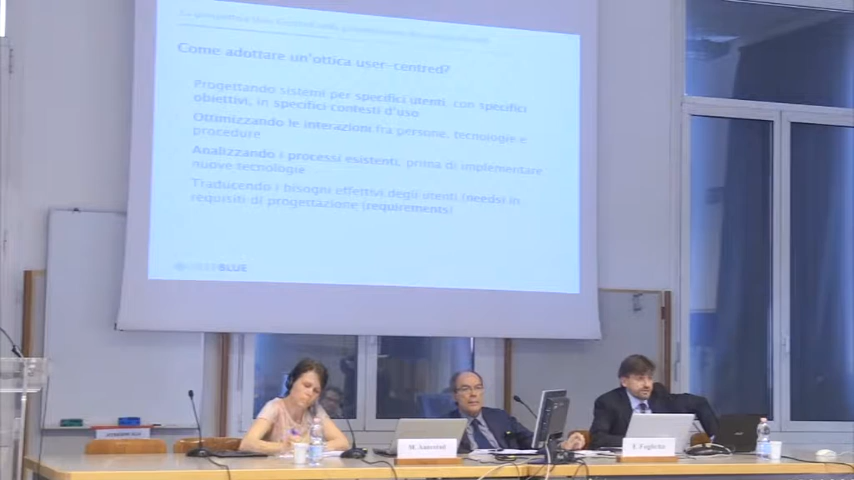 Come adottare un'ottica user-centred?
Progettando sistemi per specifici utenti, con specifici
obiettivi, in specifici contesti d'uso
Ottimizzando le interazioni fra persone, tecnologie e
procedure
Analizzando i processi esistenti, prima di implementare
nuove tecnologie
Traducendo i bisogni effettivi degli utenti (needs) in
requisiti di progettazione (requirements)
BLUE